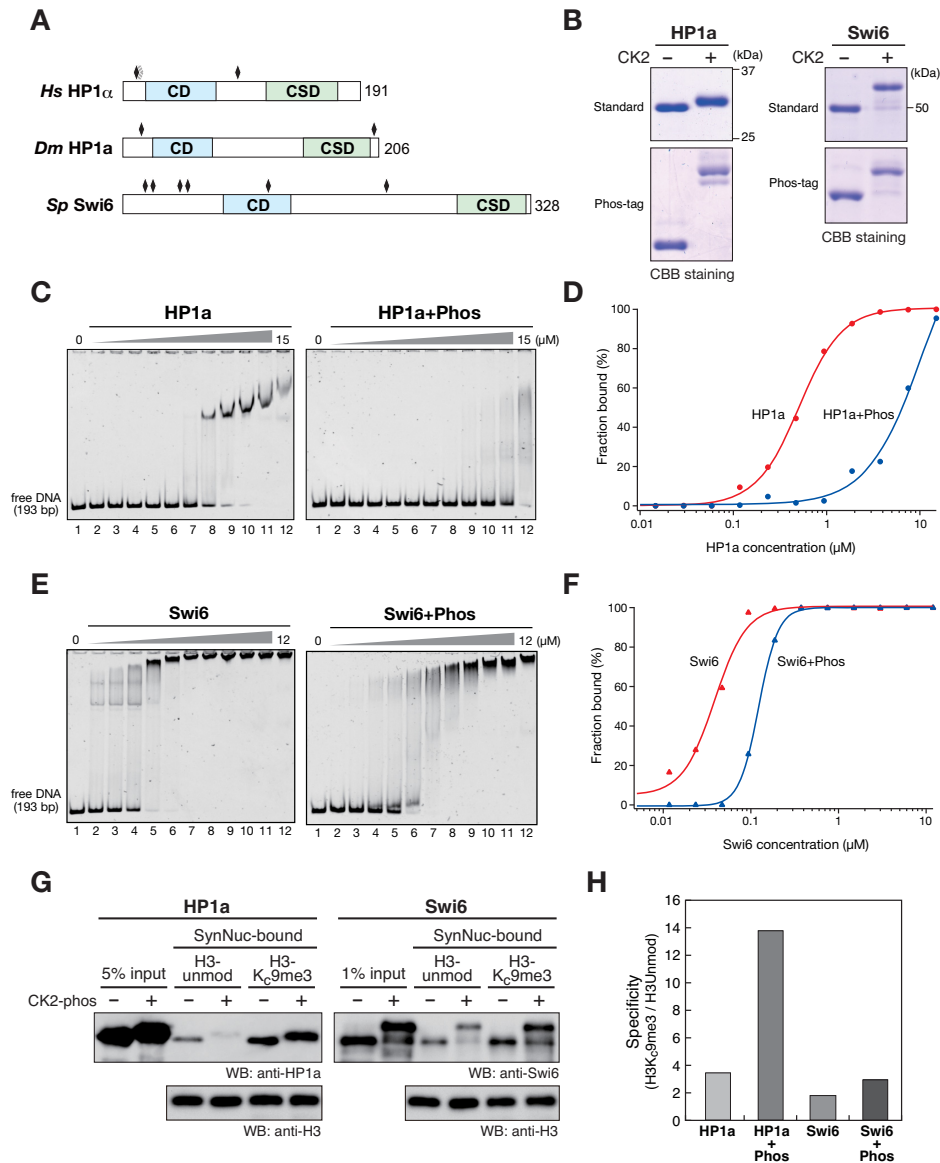 A
Hs HP1α
CD
CSD
191
Dm HP1a
CD
CSD
206
Sp Swi6
CD
CSD
328
B
HP1a
CK2 − + (kDa)
37
Standard
25
Phos-tag
CBB staining
Swi6
CK2 − +
(kDa)
Standard
50
Phos-tag
CBB staining
C
HP1a
0 15
free DNA
(193 bp)
1 2 3 4 5 6 7 8 9 10 11 12
HP1a+Phos
0 15 (μM)
1 2 3 4 5 6 7 8 9 10 11 12
D
Fraction bound (%)
100
80
60
40
20
0
HP1a
HP1a+Phos
0.01 0.1 1 10
HP1a concentration (μM)
E
Swi6
0 12
free DNA
(193 bp)
1 2 3 4 5 6 7 8 9 10 11 12
Swi6+Phos
0 12 (μM)
1 2 3 4 5 6 7 8 9 10 11 12
F
Fraction bound (%)
100
80
60
40
20
0
Swi6
Swi6+Phos
0.01 0.1 1 10
Swi6 concentration (μM)
G
HP1a
SynNuc-bound
5% input
H3-
unmod
H3-
Kc9me3
CK2-phos − + − + − +
WB: anti-HP1a
WB: anti-H3
Swi6
SynNuc-bound
1% input
H3-
unmod
H3-
Kc9me3
− + − + − +
WB: anti-Swi6
WB: anti-H3
H
Specificity
(H3Kc9me3 / H3Unmod)
16
14
12
10
8
6
4
2
0
HP1a
HP1a
+
Phos
Swi6
Swi6
+
Phos